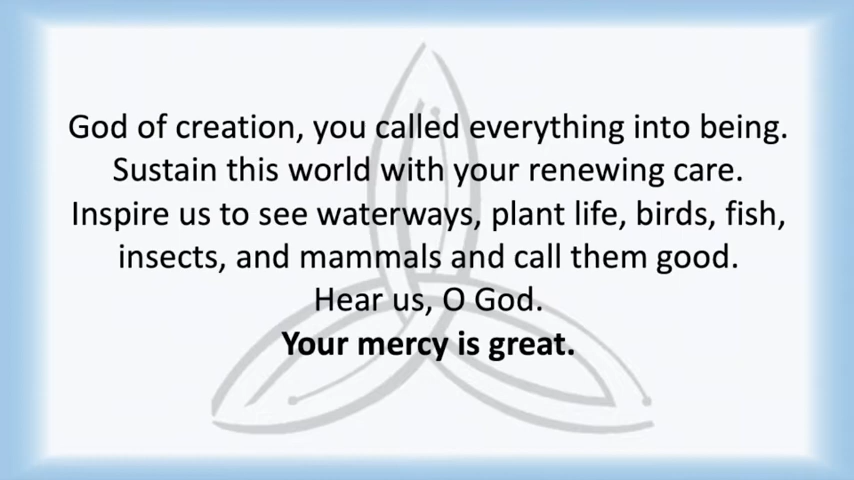 God of creation, you called everything into being.
Sustain this world with your renewing care.
Inspire us to see waterways, plant life, birds, fish,
insects, and mammals and call them good.
Hear us, O God.
Your mercy is great.